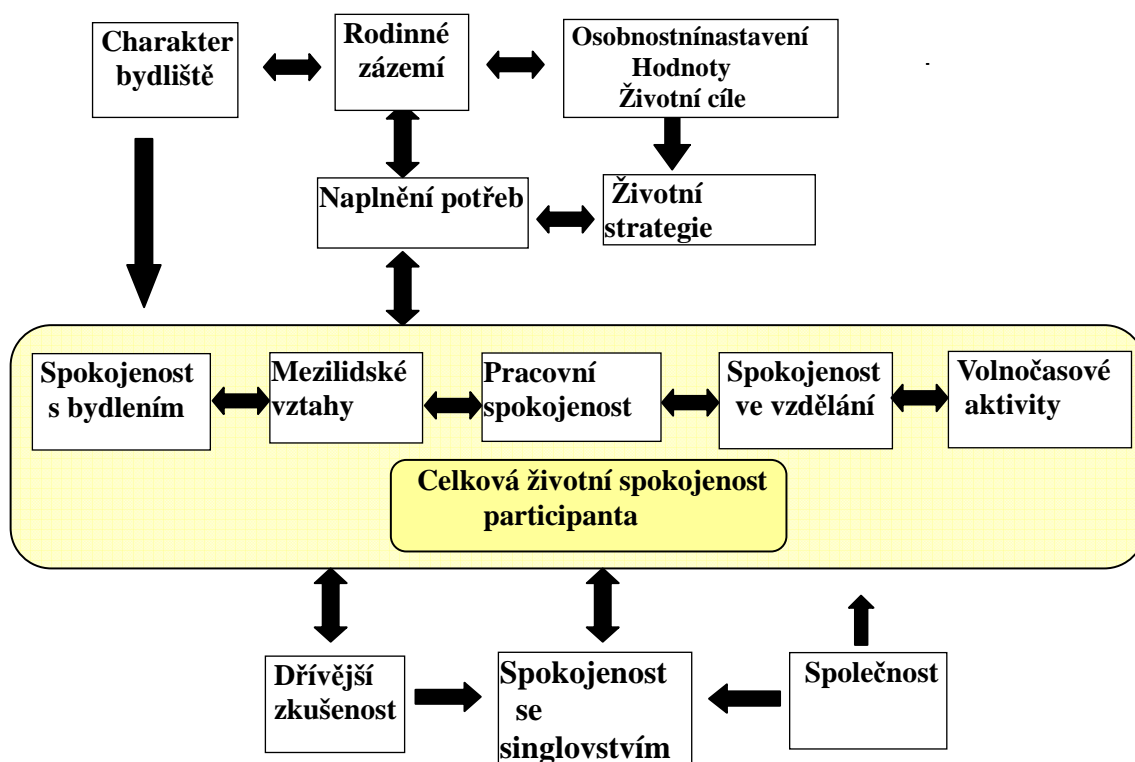 Charakter
bydliště
Rodinné
zázemí
Osobnostnínastavení
Hodnoty
Životní cíle
Naplnění potřeb
Životní
strategie
Spokojenost
s bydlením
Mezilidské
vztahy
Pracovní
spokojenost
Spokojenost
ve vzdělání
Volnočasové
aktivity
Celková životní spokojenost
participanta
Dřívější
zkušenost
Spokojenost
se
singlovstvím
Společnost